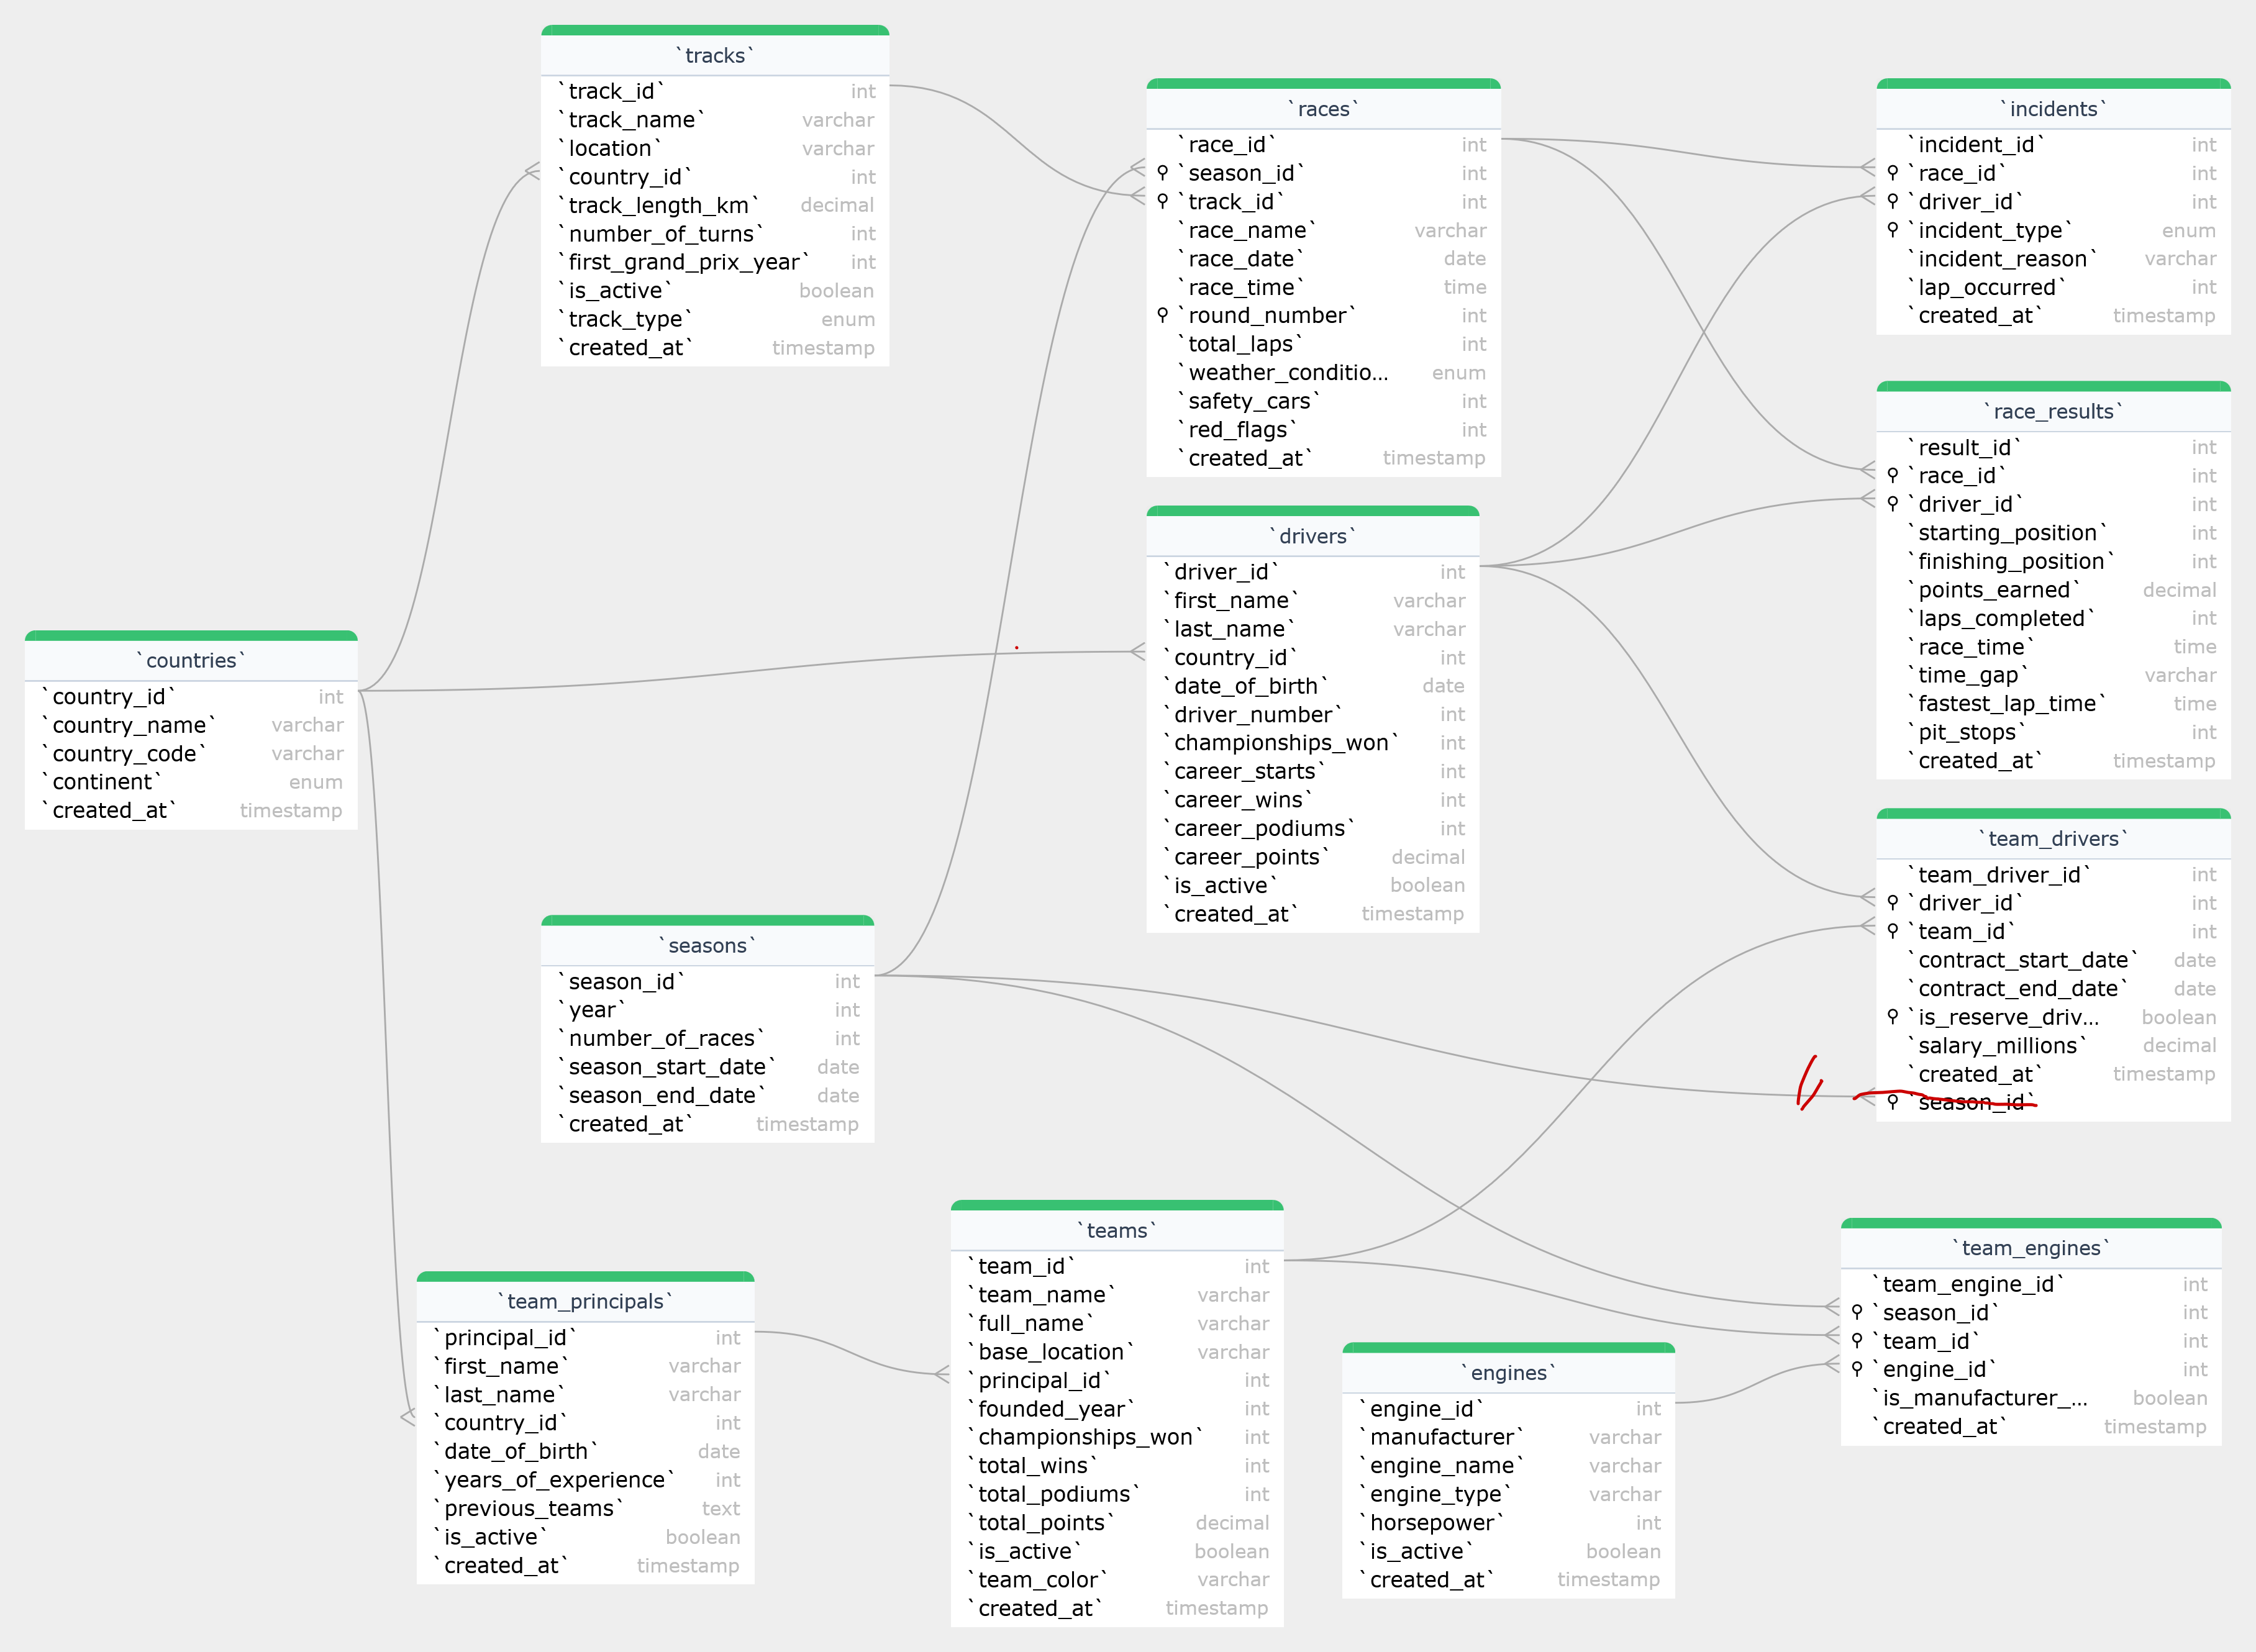 `tracks`
`track_id` int
`track_name` varchar
`location` varchar
`country_id` int
`track_length_km` decimal
`number_of_turns` int
`first_grand_prix_year` int
`is_active` boolean
`track_type` enum
`created_at` timestamp
`races`
`race_id` int
`season_id` int
`track_id` int
`race_name` varchar
`race_date` date
`race_time` time
`round_number` int
`total_laps` int
`weather_conditio... enum
`safety_cars` int
`red_flags` int
`created_at` timestamp
`incidents`
`incident_id` int
`race_id` int
`driver_id` int
`incident_type` enum
`incident_reason` varchar
`lap_occurred` int
`created_at` timestamp
`race_results`
`result_id` int
`race_id` int
`driver_id` int
`starting_position` int
`finishing_position` int
`points_earned` decimal
`laps_completed` int
`race_time` time
`time_gap` varchar
`fastest_lap_time` time
`pit_stops` int
`created_at` timestamp
`drivers`
`driver_id` int
`first_name` varchar
`last_name` varchar
`country_id` int
`date_of_birth` date
`driver_number` int
`championships_won` int
`career_starts` int
`career_wins` int
`career_podiums` int
`career_points` decimal
`is_active` boolean
`created_at` timestamp
`countries`
`country_id` int
`country_name` varchar
`country_code` varchar
`continent` enum
`created_at` timestamp
`team_drivers`
`team_driver_id` int
`driver_id` int
`team_id` int
`contract_start_date` date
`contract_end_date` date
`is_reserve_driv... boolean
`salary_millions` decimal
`created_at` timestamp
`season_id`
`seasons`
`season_id` int
`year` int
`number_of_races` int
`season_start_date` date
`season_end_date` date
`created_at` timestamp
`team_principals`
`principal_id` int
`first_name` varchar
`last_name` varchar
`country_id` int
`date_of_birth` date
`years_of_experience` int
`previous_teams` text
`is_active` boolean
`created_at` timestamp
`teams`
`team_id` int
`team_name` varchar
`full_name` varchar
`base_location` varchar
`principal_id` int
`founded_year` int
`championships_won` int
`total_wins` int
`total_podiums` int
`total_points` decimal
`is_active` boolean
`team_color` varchar
`created_at` timestamp
`engines`
`engine_id` int
`manufacturer` varchar
`engine_name` varchar
`engine_type` varchar
`horsepower` int
`is_active` boolean
`created_at` timestamp
`team_engines`
`team_engine_id` int
`season_id` int
`team_id` int
`engine_id` int
`is_manufacturer_... boolean
`created_at` timestamp